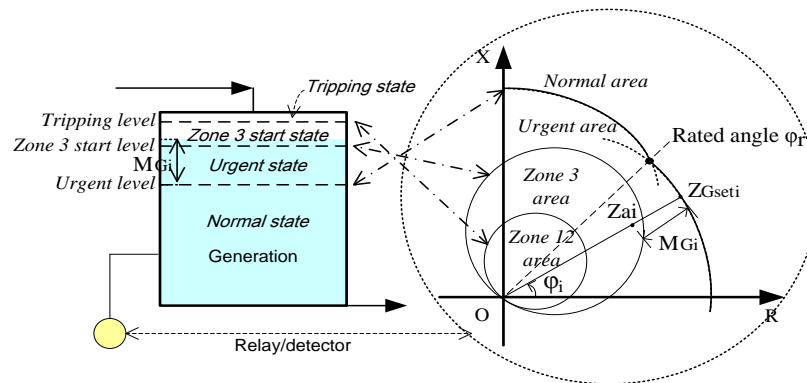 Tripping state
Tripping level
Zone 3 start state
Zone 3 start level
MGi
Urgent state
Urgent level
Normal state
Generation
Relay/detector
X
Normal area
Urgent area
Rated angle φr
Zone 3
area
ZGseti
Zai
Zone 12
area
MGi
φi
O
R